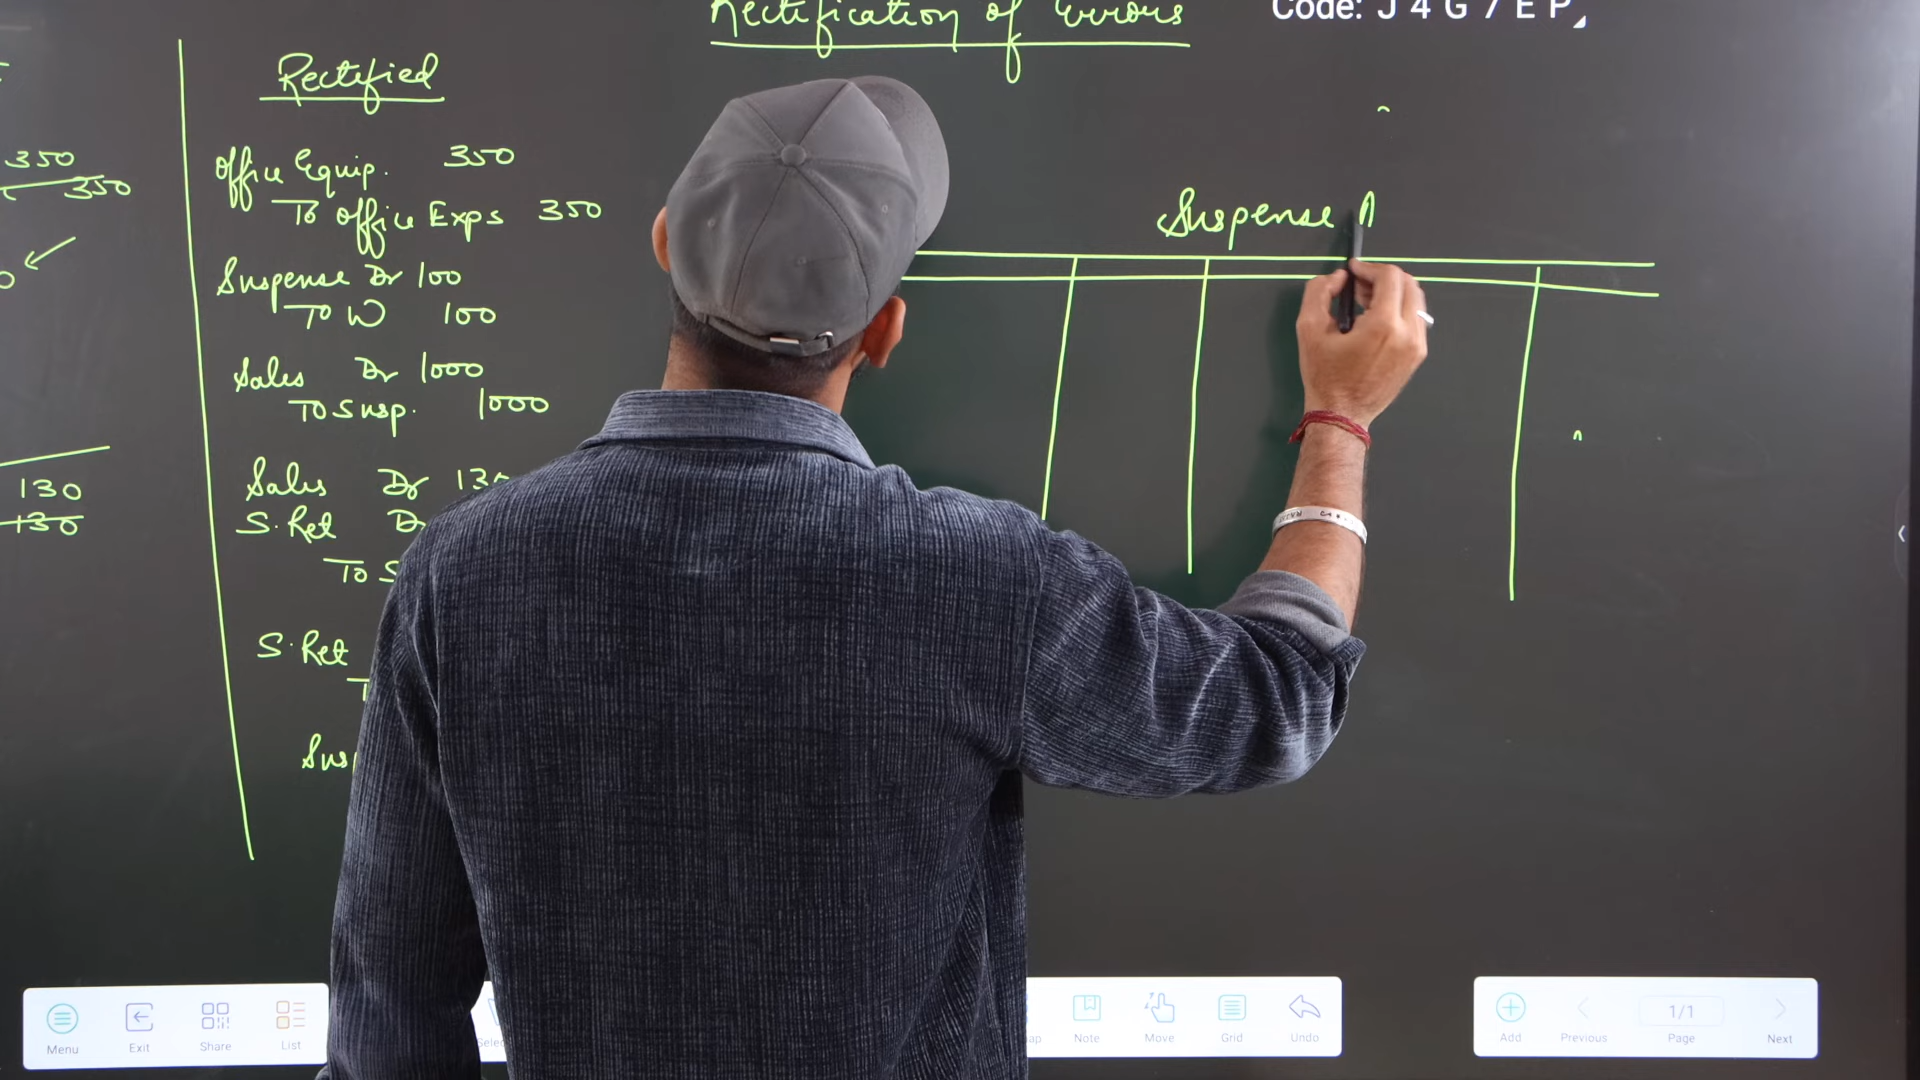 Rectification of Errors
Code: J 4 G 7 E P
Rectified
350
350
Office Equip. 350
To Office Exps 350
Suspense Dr 100
To W 100
Sales Dr 1000
To Susp. 1000
130
130
Sales Dr
S. Ret
To S
S. Ret
Suspense A
Menu
Exit
Share
List
Note
Move
Grid
Undo
Add
Previous
1/1
Page
Next